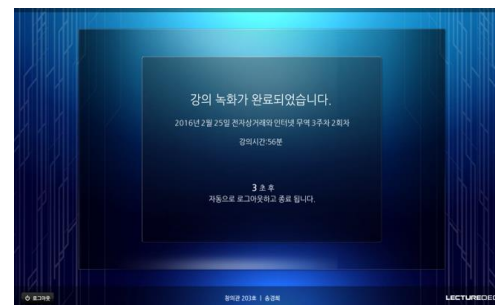 강의 녹화가 완료되었습니다.
2016년 2월 25일 전자상거래와 인터넷 무역 3주차 2회차
강의시간:56분
3 초 후
자동으로 로그아웃하고 종료 됩니다.
로그아웃
창의관 203호 | 송경희
LECTUREDEC